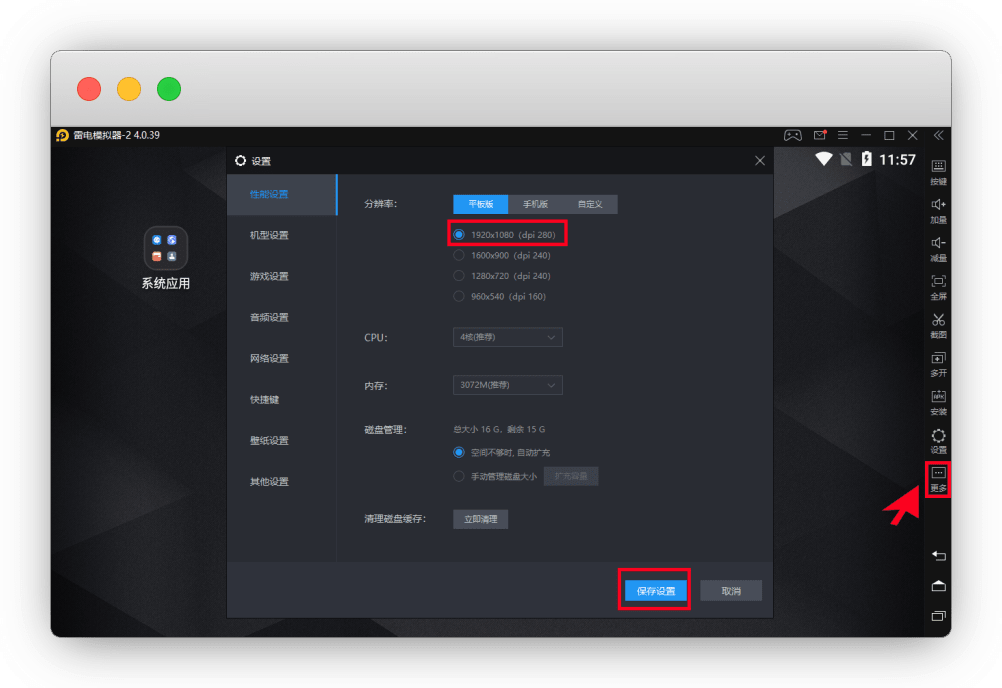 雷电模拟器-2 4.0.39
11:57
系统应用
设置
性能设置
机型设置
游戏设置
音频设置
网络设置
快捷键
壁纸设置
其他设置
分辨率:
平板版 手机版 自定义
1920x1080 (dpi 280)
1600x900 (dpi 240)
1280x720 (dpi 240)
960x540 (dpi 160)
CPU:
4核(推荐)
内存:
3072M(推荐)
磁盘管理:
总大小 16 G, 剩余 15 G
空间不够时, 自动扩充
手动管理磁盘大小 扩充容量
清理磁盘缓存:
立即清理
保存设置 取消
按键
加量
减量
全屏
截图
多开
APK
安装
设置
更多